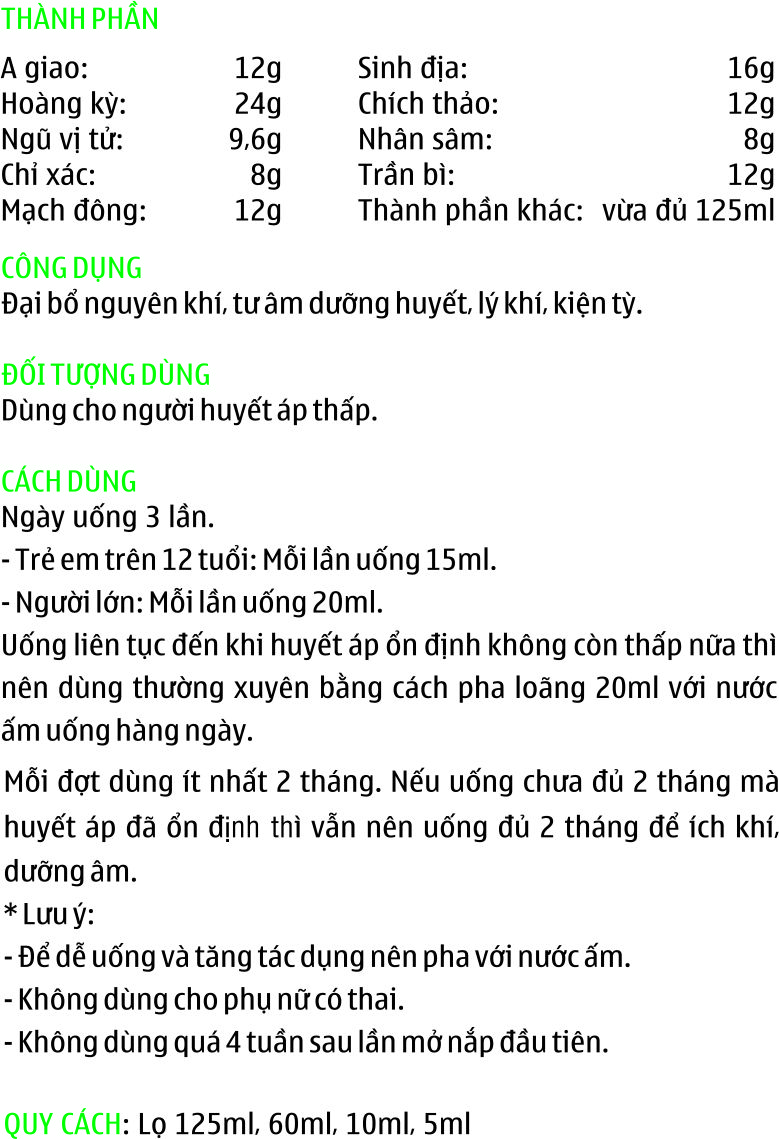 THÀNH PHẦN
A giao: 12g Sinh địa: 16g
Hoàng kỳ: 24g Chích thảo: 12g
Ngũ vị tử: 9,6g Nhân sâm: 8g
Chỉ xác: 8g Trần bì: 12g
Mạch đông: 12g Thành phần khác: vừa đủ 125ml
CÔNG DỤNG
Đại bổ nguyên khí, tư âm dưỡng huyết, lý khí, kiện tỳ.
ĐỐI TƯỢNG DÙNG
Dùng cho người huyết áp thấp.
CÁCH DÙNG
Ngày uống 3 lần.
- Trẻ em trên 12 tuổi: Mỗi lần uống 15ml.
- Người lớn: Mỗi lần uống 20ml.
Uống liên tục đến khi huyết áp ổn định không còn thấp nữa thì
nên dùng thường xuyên bằng cách pha loãng 20ml với nước
ấm uống hàng ngày.
Mỗi đợt dùng ít nhất 2 tháng. Nếu uống chưa đủ 2 tháng mà
huyết áp đã ổn định thì vẫn nên uống đủ 2 tháng để ích khí,
dưỡng âm.
* Lưu ý:
- Để dễ uống và tăng tác dụng nên pha với nước ấm.
- Không dùng cho phụ nữ có thai.
- Không dùng quá 4 tuần sau lần mở nắp đầu tiên.
QUY CÁCH: Lọ 125ml, 60ml, 10ml, 5ml